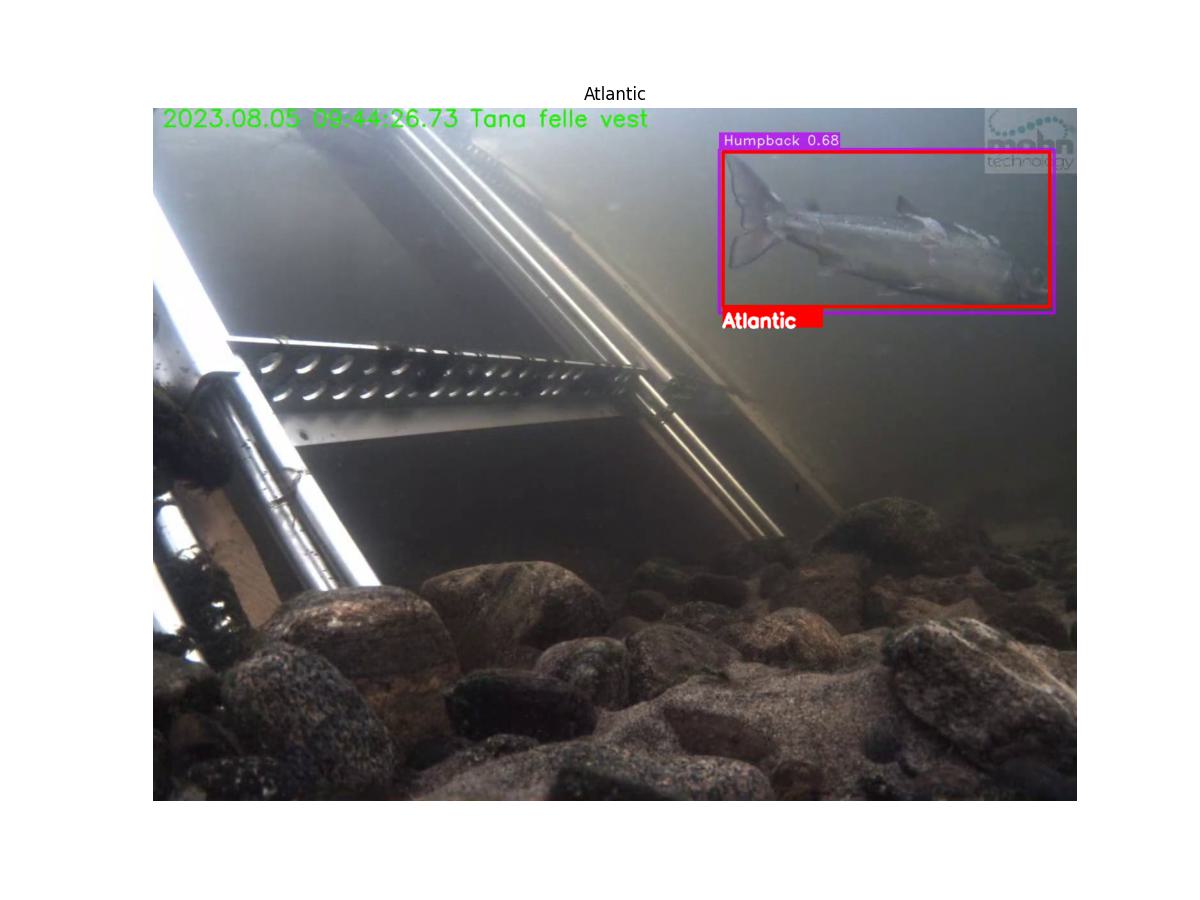 Atlantic
2023.08.05 09:44:26.73 Tana felle vest
Humpback 0.68
mohn
technology
Atlantic